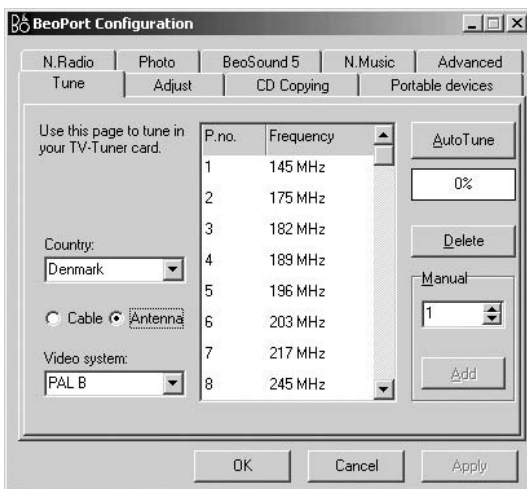 BeoPort Configuration
N.Radio Photo BeoSound 5 N.Music Advanced
Tune Adjust CD Copying Portable devices
Use this page to tune in
your TV-Tuner card.
Country:
Denmark
Cable Antenna
Video system:
PAL B
P.no. Frequency
1 145 MHz
2 175 MHz
3 182 MHz
4 189 MHz
5 196 MHz
6 203 MHz
7 217 MHz
8 245 MHz
AutoTune
0%
Delete
Manual
1
Add
OK Cancel Apply